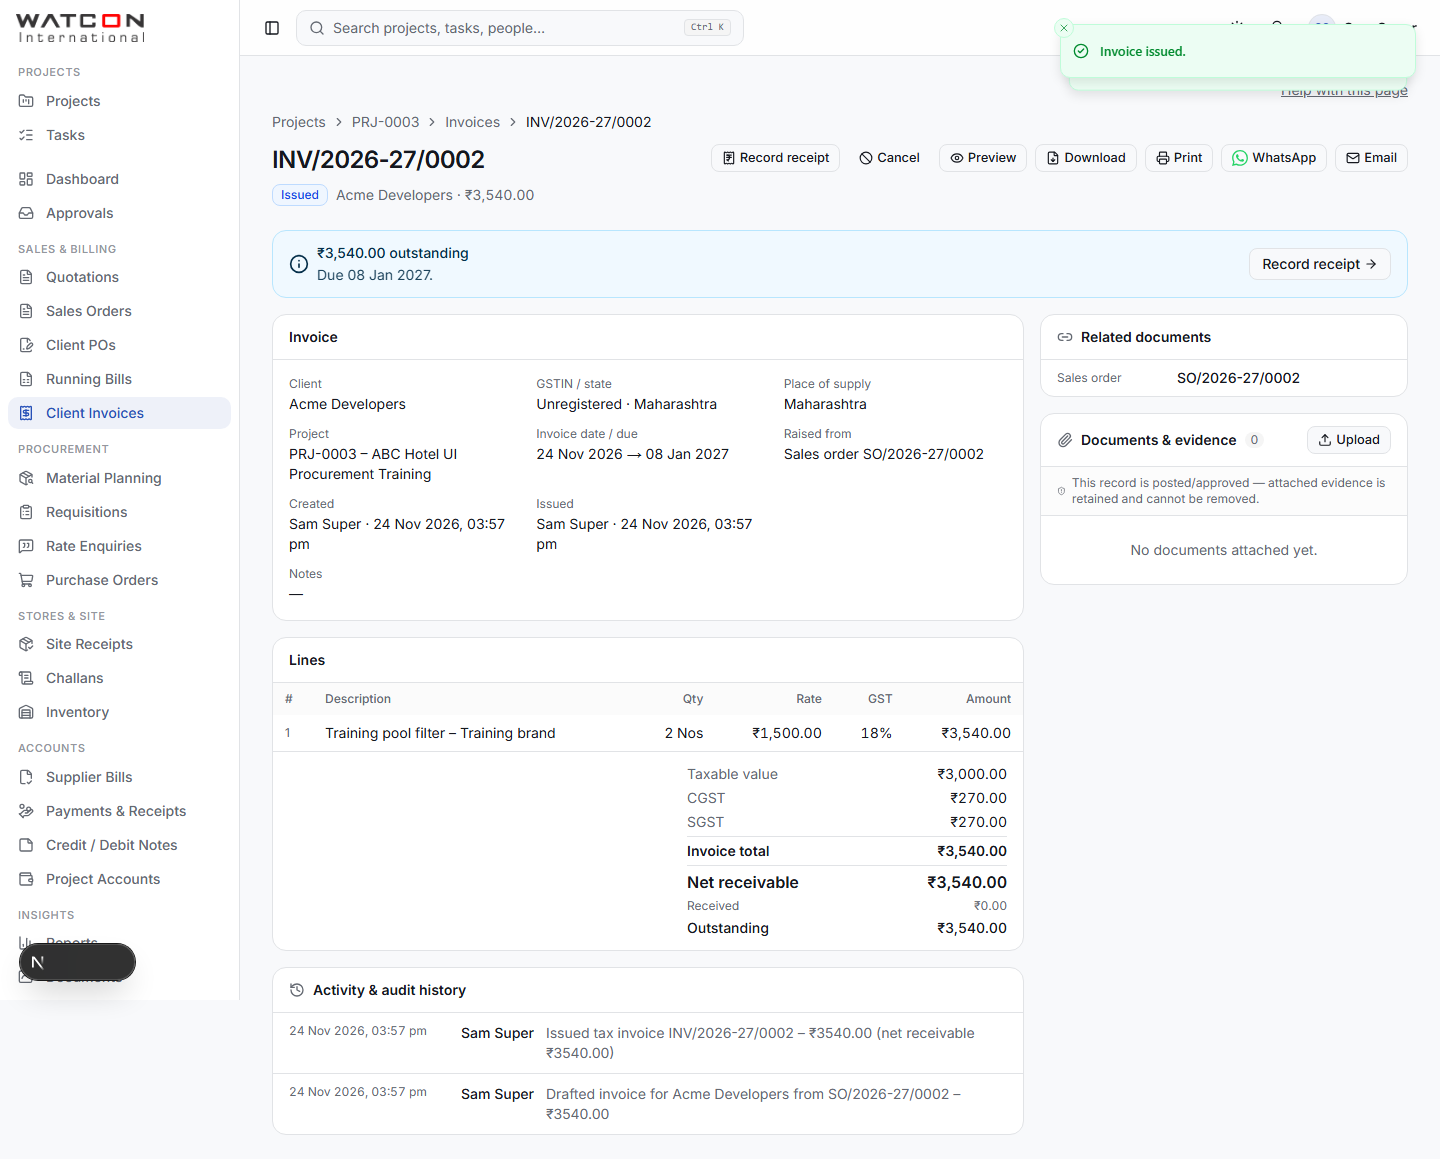 WATCON
International
PROJECTS
Projects
Tasks
Dashboard
Approvals
SALES & BILLING
Quotations
Sales Orders
Client POs
Running Bills
Client Invoices
PROCUREMENT
Material Planning
Requisitions
Rate Enquiries
Purchase Orders
STORES & SITE
Site Receipts
Challans
Inventory
ACCOUNTS
Supplier Bills
Payments & Receipts
Credit / Debit Notes
Project Accounts
INSIGHTS
Reports
N
Search projects, tasks, people...
Ctrl K
Invoice issued.
Help with this page
Projects > PRJ-0003 > Invoices > INV/2026-27/0002
INV/2026-27/0002
Record receipt
Cancel
Preview
Download
Print
WhatsApp
Email
Issued
Acme Developers · ₹3,540.00
₹3,540.00 outstanding
Due 08 Jan 2027.
Record receipt →
Invoice
Client
Acme Developers
GSTIN / state
Unregistered · Maharashtra
Place of supply
Maharashtra
Project
PRJ-0003 – ABC Hotel UI
Procurement Training
Invoice date / due
24 Nov 2026 → 08 Jan 2027
Raised from
Sales order SO/2026-27/0002
Created
Sam Super · 24 Nov 2026, 03:57
pm
Issued
Sam Super · 24 Nov 2026, 03:57
pm
Notes
—
Related documents
Sales order SO/2026-27/0002
Documents & evidence 0
Upload
This record is posted/approved — attached evidence is
retained and cannot be removed.
No documents attached yet.
Lines
# Description Qty Rate GST Amount
1 Training pool filter – Training brand 2 Nos ₹1,500.00 18% ₹3,540.00
Taxable value ₹3,000.00
CGST ₹270.00
SGST ₹270.00
Invoice total ₹3,540.00
Net receivable ₹3,540.00
Received ₹0.00
Outstanding ₹3,540.00
Activity & audit history
24 Nov 2026, 03:57 pm Sam Super Issued tax invoice INV/2026-27/0002 – ₹3540.00 (net receivable
₹3540.00)
24 Nov 2026, 03:57 pm Sam Super Drafted invoice for Acme Developers from SO/2026-27/0002 –
₹3540.00